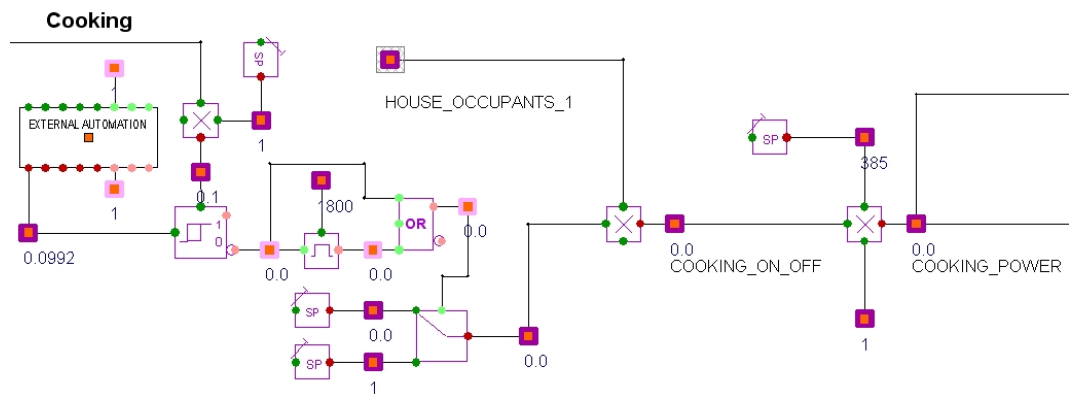 Cooking
SP
1
HOUSE_OCCUPANTS_1
EXTERNAL AUTOMATION
1
SP
385
0.1
1
1800
OR
1
0
0.0
0.0992
0.0
0.0
0.0
0.0
COOKING_ON_OFF
COOKING_POWER
SP
0.0
0.0
SP
1
1